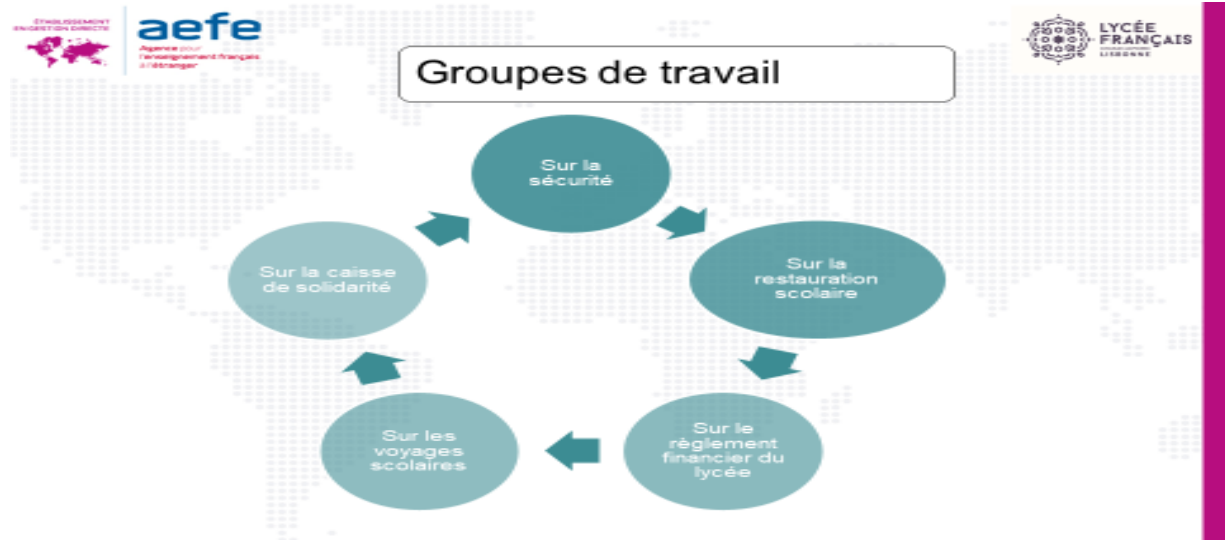 ÉTABLISSEMENT
EN GESTION DIRECTE
aefe
Agence pour
l'enseignement français
à l'étranger
LYCÉE
FRANÇAIS
LISBONNE
Groupes de travail
Sur la
sécurité
Sur la
restauration
scolaire
Sur le
règlement
financier du
lycée
Sur les
voyages
scolaires
Sur la caisse
de solidarité